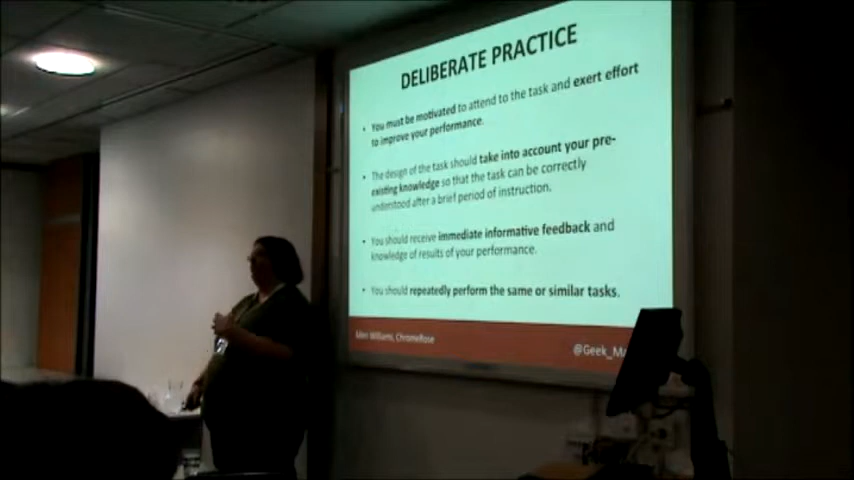 DELIBERATE PRACTICE
• You must be motivated to attend to the task and exert effort
to improve your performance.
• The design of the task should take into account your pre-
existing knowledge so that the task can be correctly
understood after a brief period of instruction.
• You should receive immediate informative feedback and
knowledge of results of your performance.
• You should repeatedly perform the same or similar tasks.
Williams, ChromeRose
@Geek_M